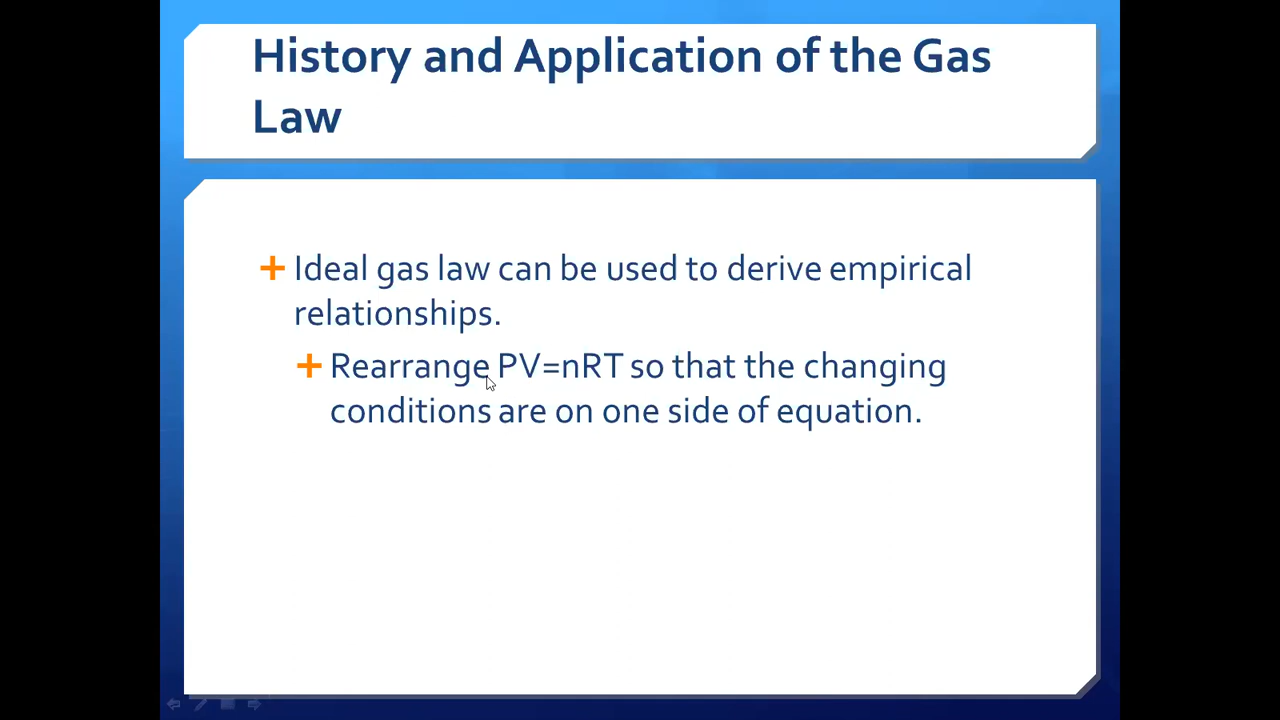 History and Application of the Gas
Law
Ideal gas law can be used to derive empirical
relationships.
Rearrange PV=nRT so that the changing
conditions are on one side of equation.